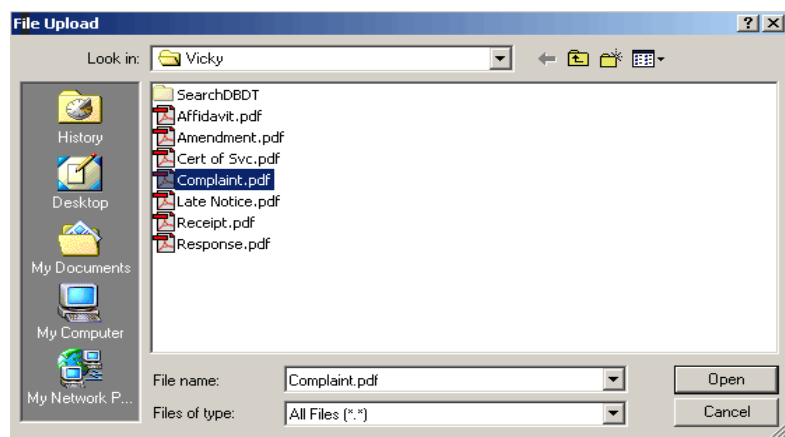 File Upload
Look in: Vicky
History
Desktop
My Documents
My Computer
My Network P...
SearchDBDT
Affidavit.pdf
Amendment.pdf
Cert of Svc.pdf
Complaint.pdf
Late Notice.pdf
Receipt.pdf
Response.pdf
File name: Complaint.pdf Open
Files of type: All Files (*.*) Cancel